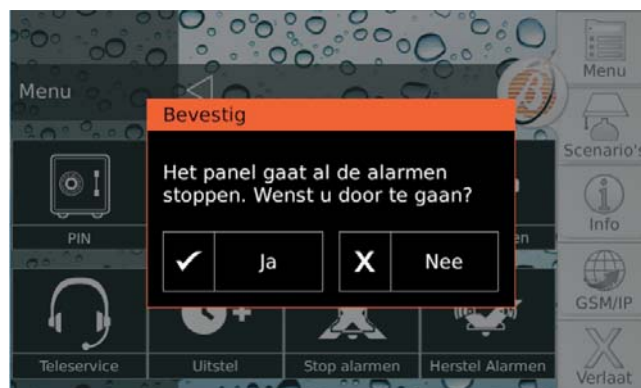 Menu
Menu
Bevestig
Scenario's
Het panel gaat al de alarmen
stoppen. Wenst u door te gaan?
Info
PIN
Ja
X
Nee
GSM/IP
Teleservice
Uitstel
Stop alarmen
Herstel Alarmen
Verlaat